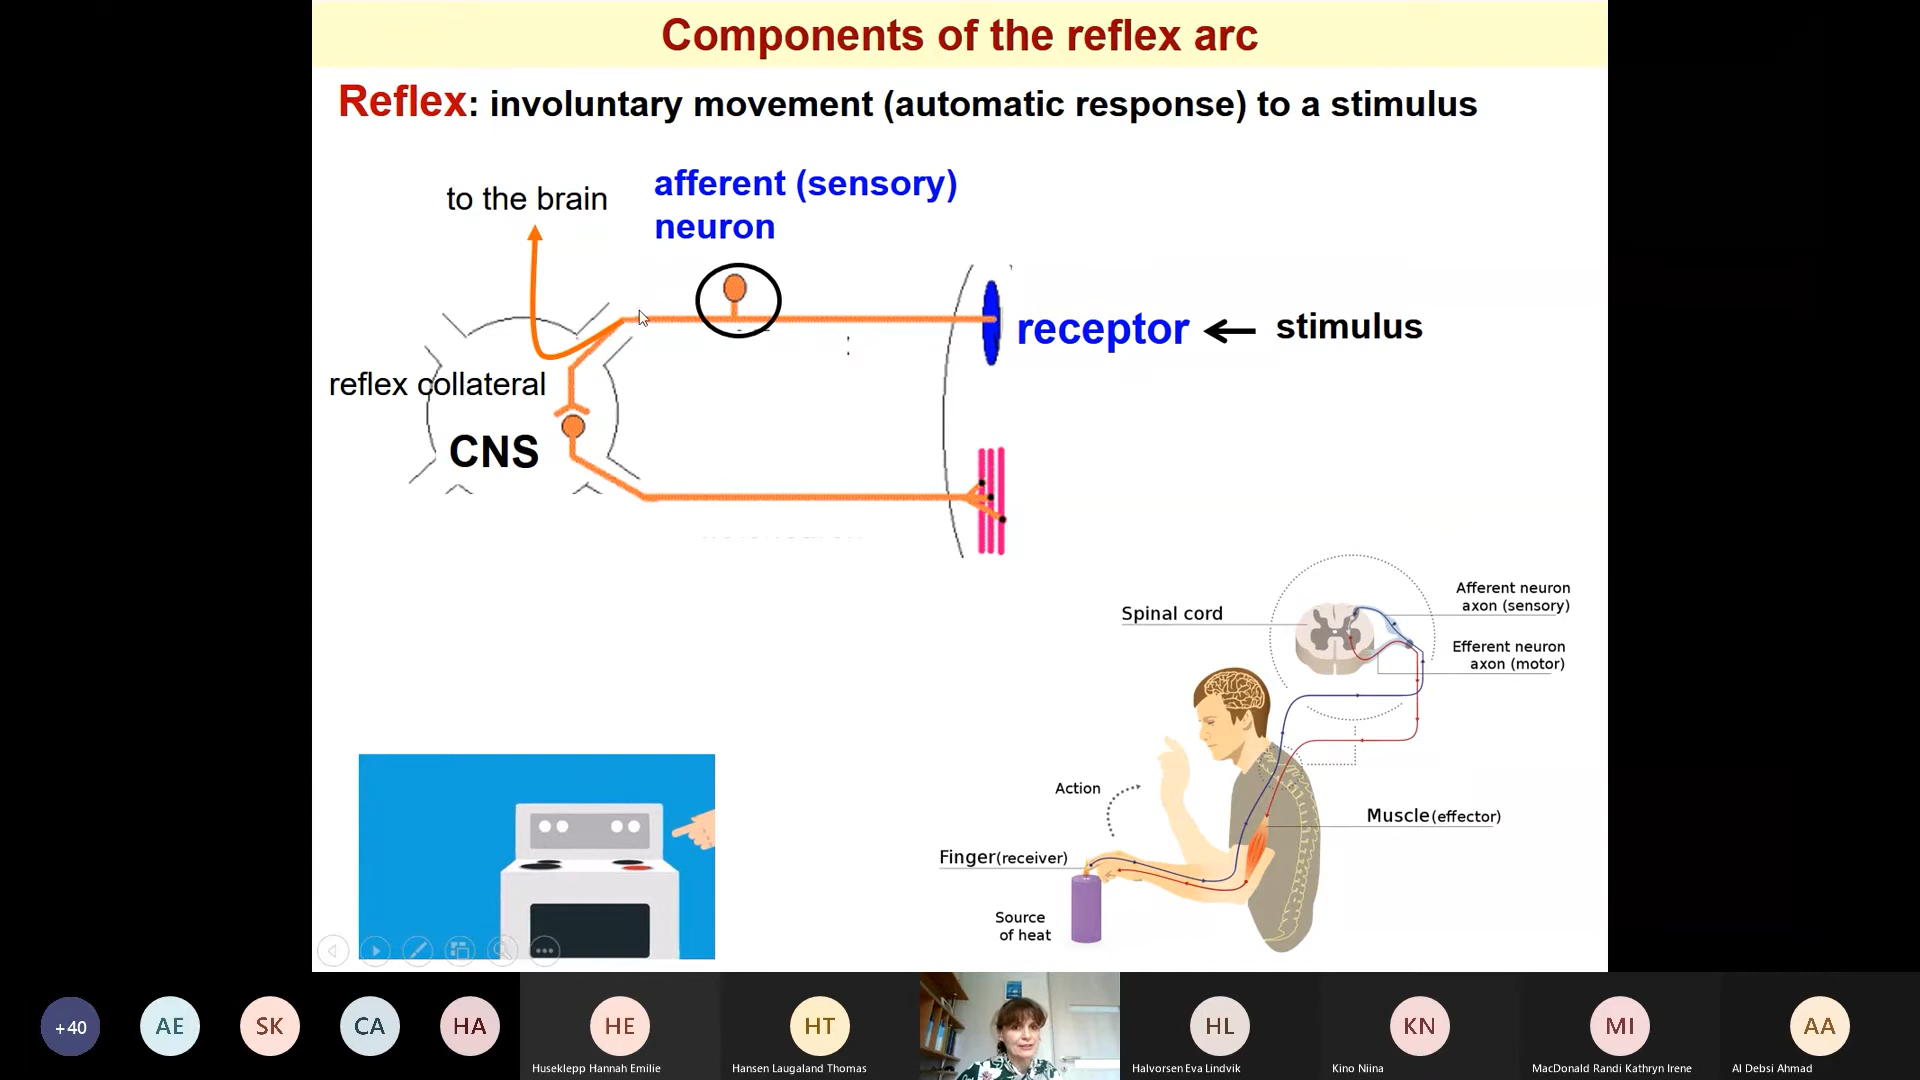 Components of the reflex arc
Reflex: involuntary movement (automatic response) to a stimulus
to the brain
afferent (sensory)
neuron
receptor
stimulus
reflex collateral
CNS
Spinal cord
Afferent neuron
axon (sensory)
Efferent neuron
axon (motor)
Action
Muscle (effector)
Finger (receiver)
Source
of heat
+40
AE
SK
CA
HA
HE
HT
HL
KN
MI
AA
Huseklepp Hannah Emilie
Hansen Laugaland Thomas
Halvorsen Eva Lindvik
Kino Niina
MacDonald Randi Kathryn Irene
Al Debsi Ahmad